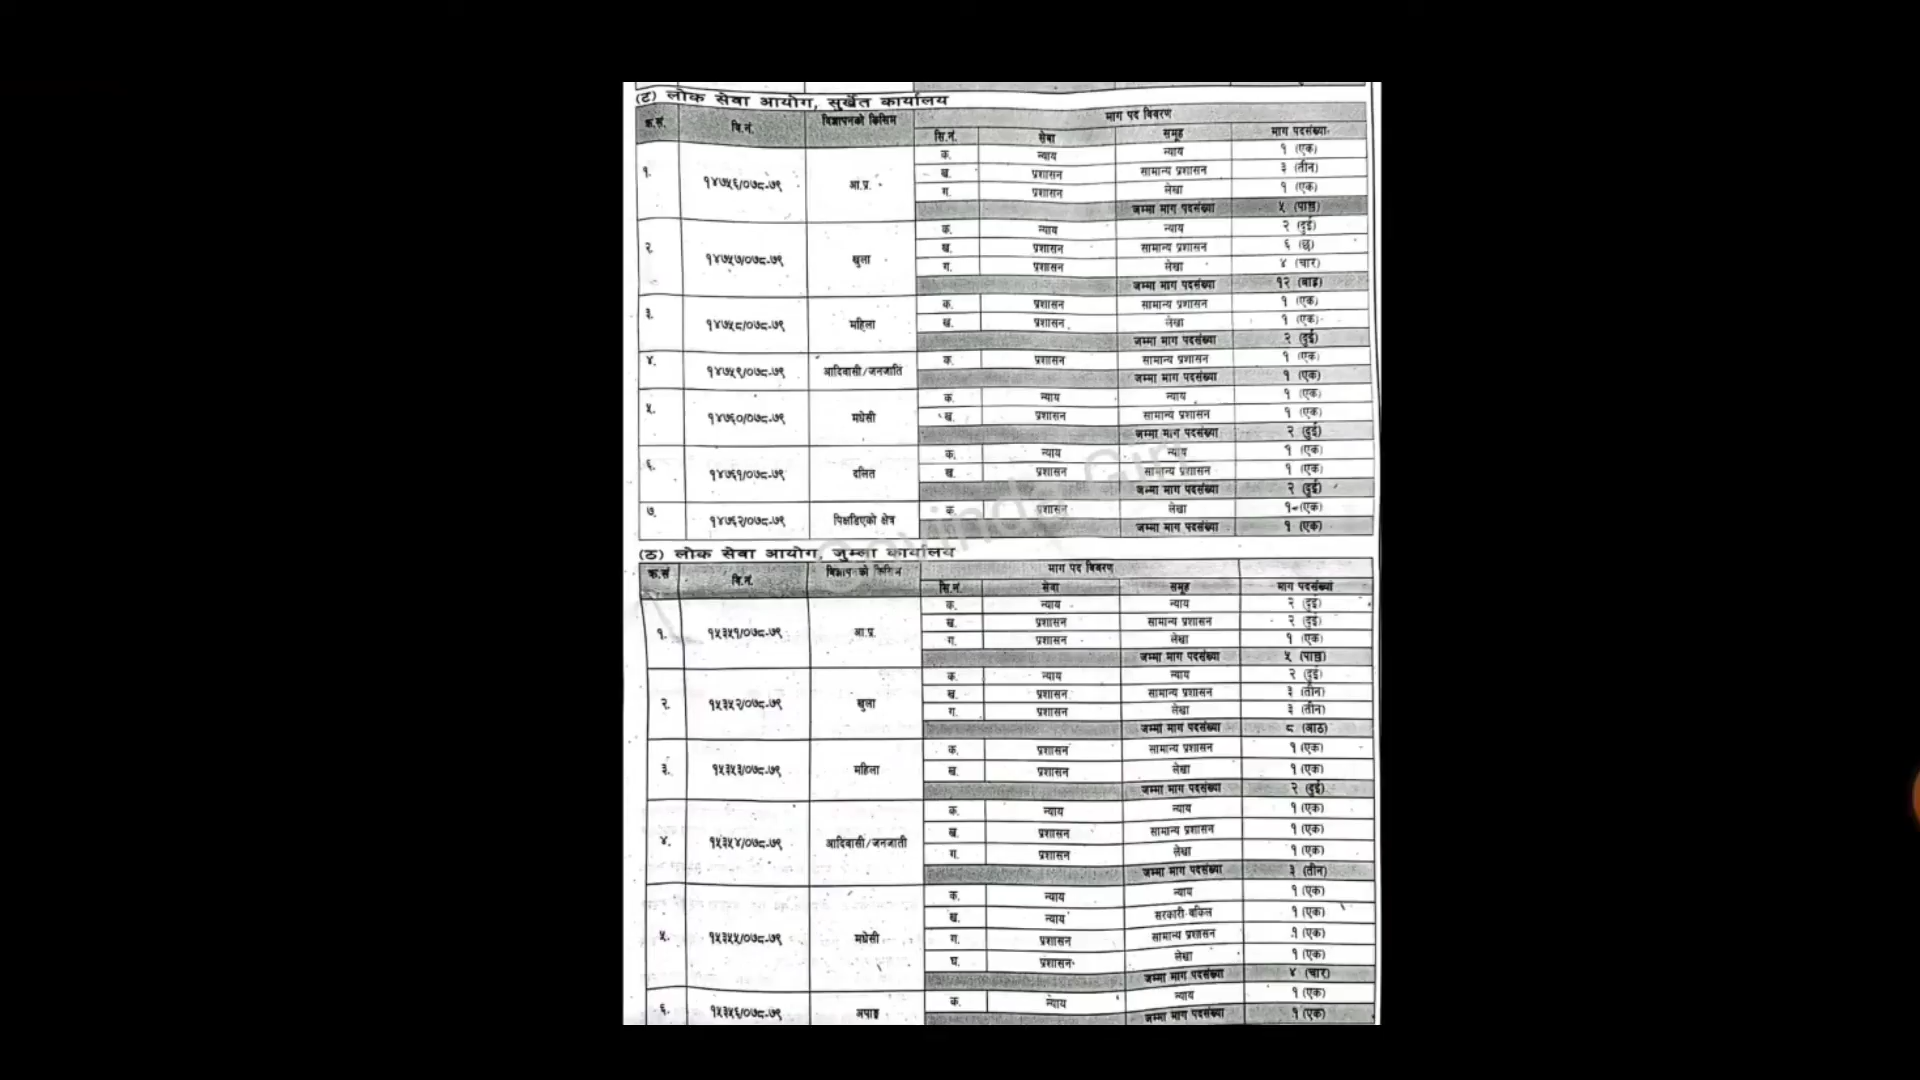 (ट) लोक सेवा आयोग, सुर्खेत कार्यालय
क्र.सं. वि.नं. विज्ञापनको किसिम माग पद विवरण
सि.नं. सेवा समूह माग पदसंख्या
क. न्याय न्याय १ (एक)
१. १४७५६/०७८-७९ आ.प्र. ख. प्रशासन सामान्य प्रशासन ३ (तीन)
ग. प्रशासन लेखा १ (एक)
जम्मा माग पदसंख्या ५ (पाँच)
क. न्याय न्याय २ (दुई)
२. १४७५७/०७८-७९ खुला ख. प्रशासन सामान्य प्रशासन ६ (छ)
ग. प्रशासन लेखा ४ (चार)
जम्मा माग पदसंख्या १२ (बाह्र)
३. १४७५८/०७८-७९ महिला क. प्रशासन सामान्य प्रशासन १ (एक)
ख. प्रशासन लेखा १ (एक)
जम्मा माग पदसंख्या २ (दुई)
४. १४७५९/०७८-७९ आदिवासी/जनजाति क. प्रशासन सामान्य प्रशासन १ (एक)
जम्मा माग पदसंख्या १ (एक)
५. १४७६०/०७८-७९ मधेसी क. न्याय न्याय १ (एक)
ख. प्रशासन सामान्य प्रशासन १ (एक)
जम्मा माग पदसंख्या २ (दुई)
६. १४७६१/०७८-७९ दलित क. न्याय न्याय १ (एक)
ख. प्रशासन सामान्य प्रशासन १ (एक)
जम्मा माग पदसंख्या २ (दुई)
७. १४७६२/०७८-७९ पिछडिएको क्षेत्र क. प्रशासन लेखा १ (एक)
जम्मा माग पदसंख्या १ (एक)
Govinda Giri
(ठ) लोक सेवा आयोग, जुम्ला कार्यालय
क्र.सं वि.नं. विज्ञापनको किसिम माग पद विवरण
सि.नं. सेवा समूह माग पदसंख्या
क. न्याय न्याय २ (दुई)
१. १५३५१/०७८-७९ आ.प्र. ख. प्रशासन सामान्य प्रशासन २ (दुई)
ग. प्रशासन लेखा १ (एक)
जम्मा माग पदसंख्या ५ (पाँच)
क. न्याय न्याय २ (दुई)
२. १५३५२/०७८-७९ खुला ख. प्रशासन सामान्य प्रशासन ३ (तीन)
ग. प्रशासन लेखा ३ (तीन)
जम्मा माग पदसंख्या ८ (आठ)
क. प्रशासन सामान्य प्रशासन १ (एक)
३. १५३५३/०७८-७९ महिला ख. प्रशासन लेखा १ (एक)
जम्मा माग पदसंख्या २ (दुई)
क. न्याय न्याय १ (एक)
४. १५३५४/०७८-७९ आदिवासी/जनजाती ख. प्रशासन सामान्य प्रशासन १ (एक)
ग. प्रशासन लेखा १ (एक)
जम्मा माग पदसंख्या ३ (तीन)
क. न्याय न्याय १ (एक)
ख. न्याय सरकारी वकिल १ (एक)
५. १५३५५/०७८-७९ मधेसी ग. प्रशासन सामान्य प्रशासन १ (एक)
घ. प्रशासन लेखा १ (एक)
जम्मा माग पदसंख्या ४ (चार)
६. १५३५६/०७८-७९ अपाङ्ग क. न्याय न्याय १ (एक)
जम्मा माग पदसंख्या १ (एक)